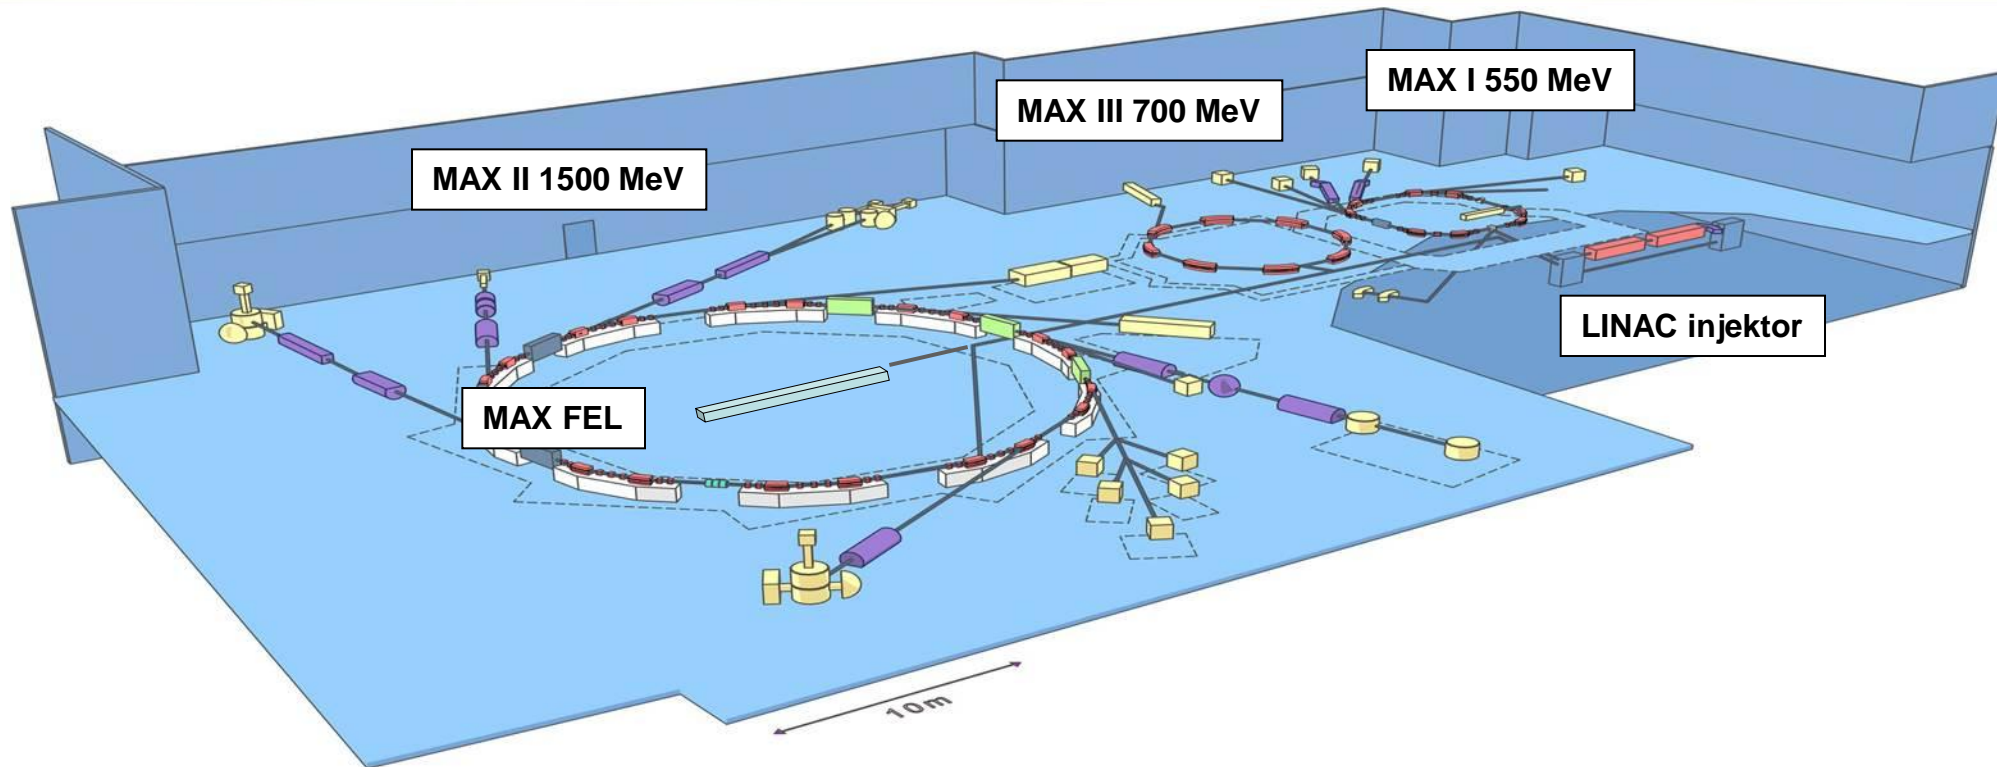 MAX I 550 MeV
MAX III 700 MeV
MAX II 1500 MeV
LINAC injektor
MAX FEL
10m